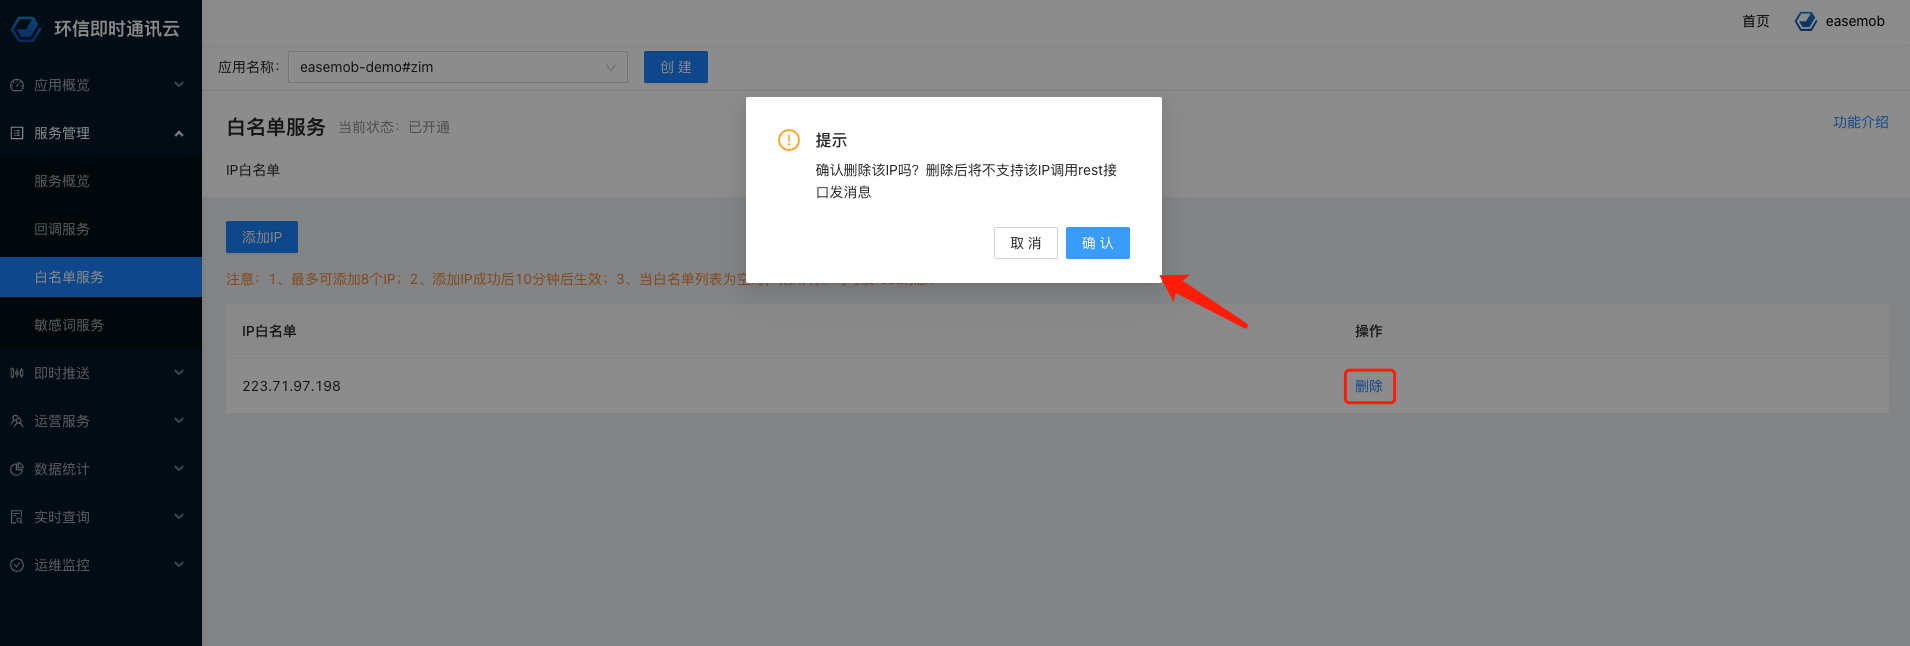 环信即时通讯云
首页
easemob
应用名称：
easemob-demo#zim
创 建
应用概览
服务管理
服务概览
回调服务
白名单服务
敏感词服务
即时推送
运营服务
数据统计
实时查询
运维监控
白名单服务 当前状态：已开通
功能介绍
IP白名单
添加IP
注意：1、最多可添加8个IP；2、添加IP成功后10分钟后生效；3、当白名单列表为空
提示
确认删除该IP吗？删除后将不支持该IP调用rest接
口发消息
取 消
确 认
IP白名单
操作
223.71.97.198
删除